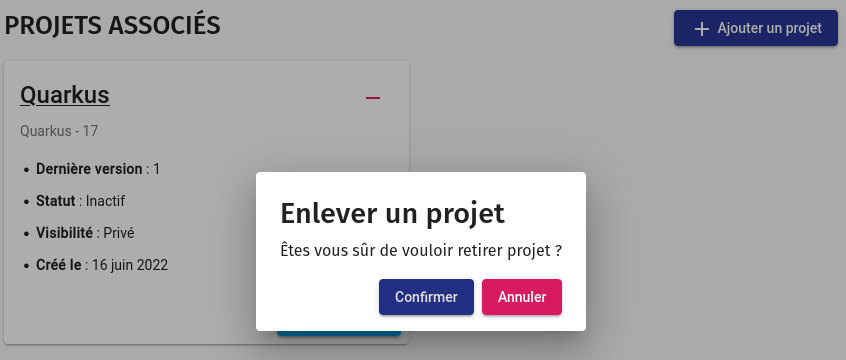 PROJETS ASSOCIÉS
+ Ajouter un projet
Quarkus
Quarkus - 17
• Dernière version : 1
• Statut : Inactif
• Visibilité : Privé
• Créé le : 16 juin 2022
Enlever un projet
Êtes vous sûr de vouloir retirer projet ?
Confirmer
Annuler